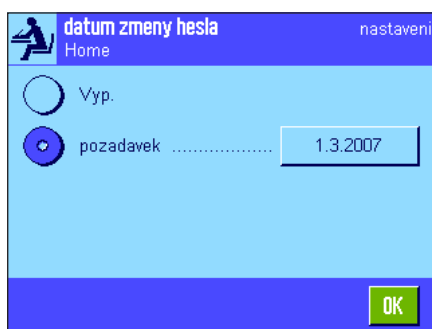 datum zmeny hesla nastaveni
Home
Vyp.
pozadavek ................... 1.3.2007
OK